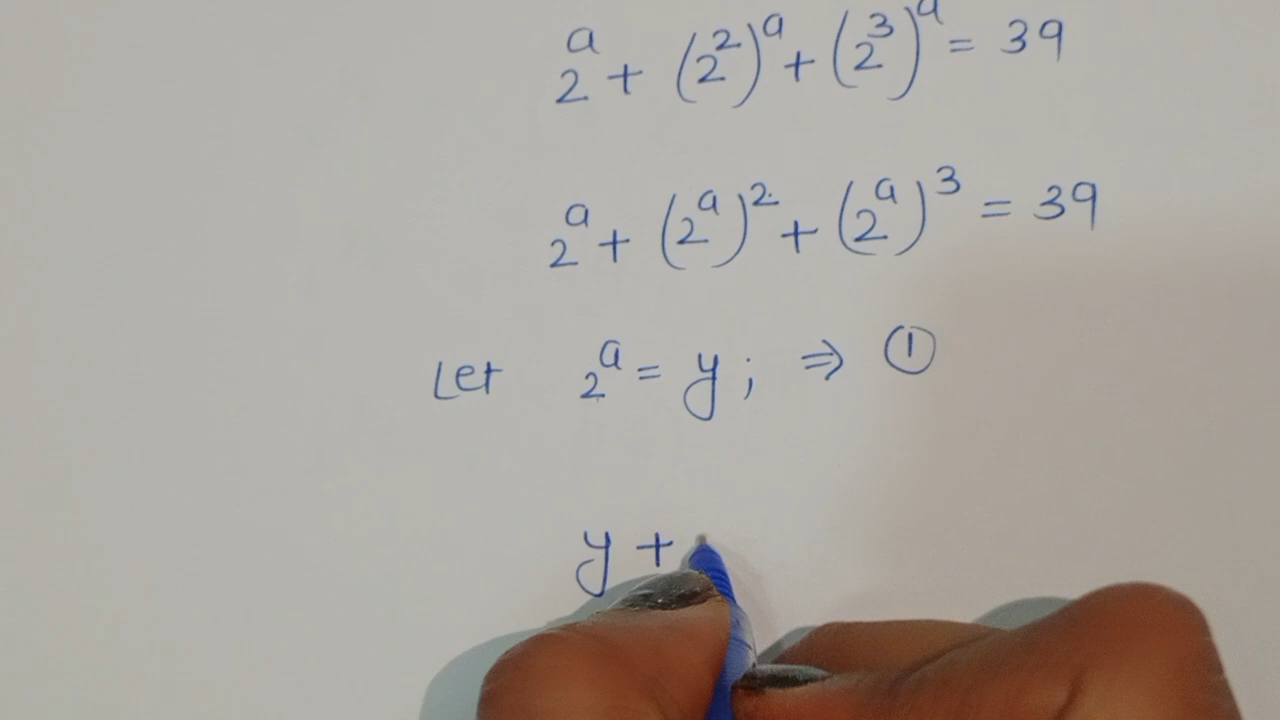 2^a + (2^2)^a + (2^3)^a = 39
2^a + (2^a)^2 + (2^a)^3 = 39
Let 2^a = y; ⇒ ①
y +